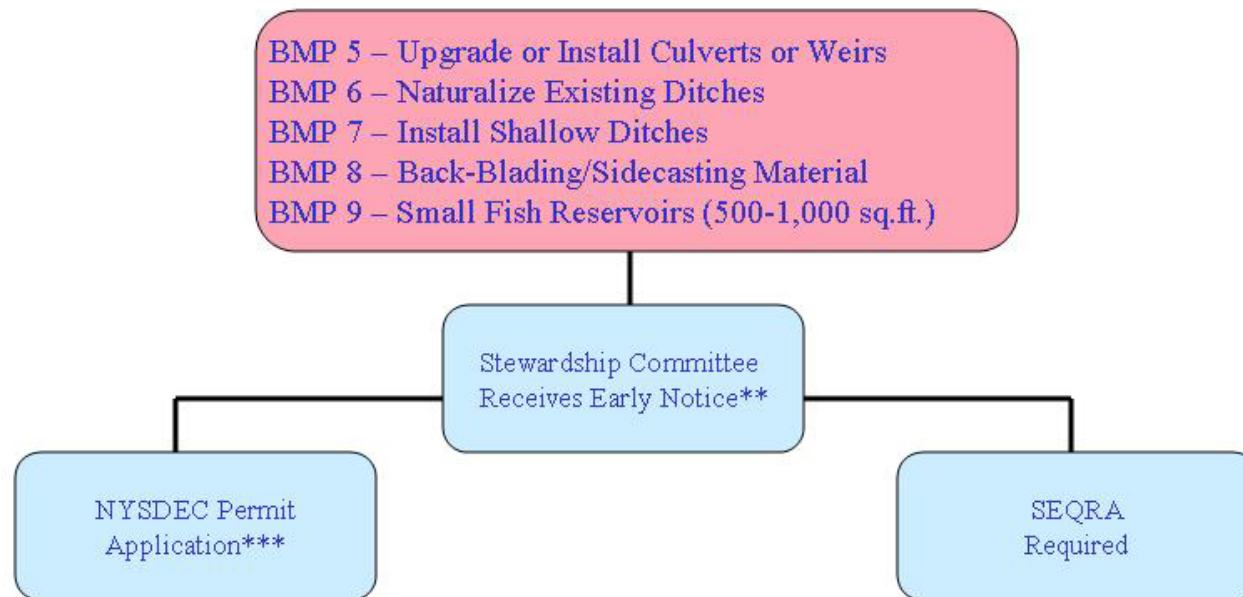 BMP 5 – Upgrade or Install Culverts or Weirs
BMP 6 – Naturalize Existing Ditches
BMP 7 – Install Shallow Ditches
BMP 8 – Back-Blading/Sidecasting Material
BMP 9 – Small Fish Reservoirs (500-1,000 sq.ft.)
Stewardship Committee
Receives Early Notice**
NYSDEC Permit
Application***
SEQRA
Required